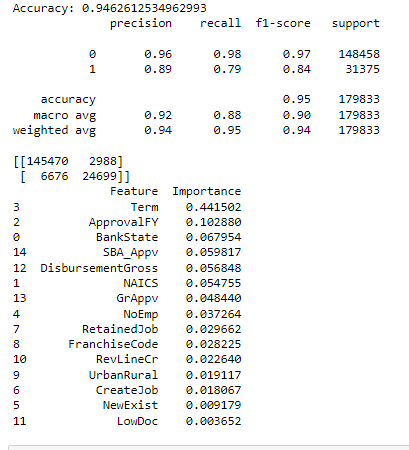 Accuracy: 0.9462612534962993
precision recall f1-score support
0 0.96 0.98 0.97 148458
1 0.89 0.79 0.84 31375
accuracy 0.95 179833
macro avg 0.92 0.88 0.90 179833
weighted avg 0.94 0.95 0.94 179833
[[145470 2988]
[ 6676 24699]]
Feature Importance
3 Term 0.441502
2 ApprovalFY 0.102880
0 BankState 0.067954
14 SBA_Appv 0.059817
12 DisbursementGross 0.056848
1 NAICS 0.054755
13 GrAppv 0.048440
4 NoEmp 0.037264
7 RetainedJob 0.029662
8 FranchiseCode 0.028225
10 RevLineCr 0.022640
9 UrbanRural 0.019117
6 CreateJob 0.018067
5 NewExist 0.009179
11 LowDoc 0.003652